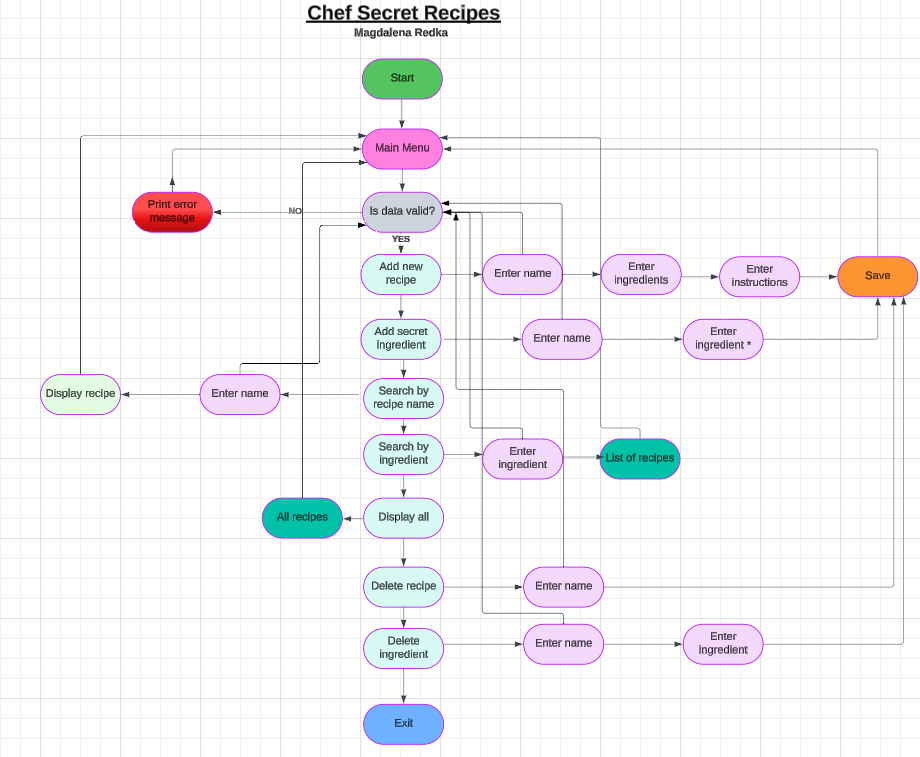 Chef Secret Recipes
Magdalena Redka
Start
Main Menu
Print error
message
NO
Is data valid?
YES
Add new
recipe
Enter name
Enter
ingredients
Enter
instructions
Save
Add secret
ingredient
Enter name
Enter
ingredient *
Display recipe
Enter name
Search by
recipe name
Search by
ingredient
Enter
ingredient
List of recipes
All recipes
Display all
Delete recipe
Enter name
Delete
ingredient
Enter name
Enter
ingredient
Exit